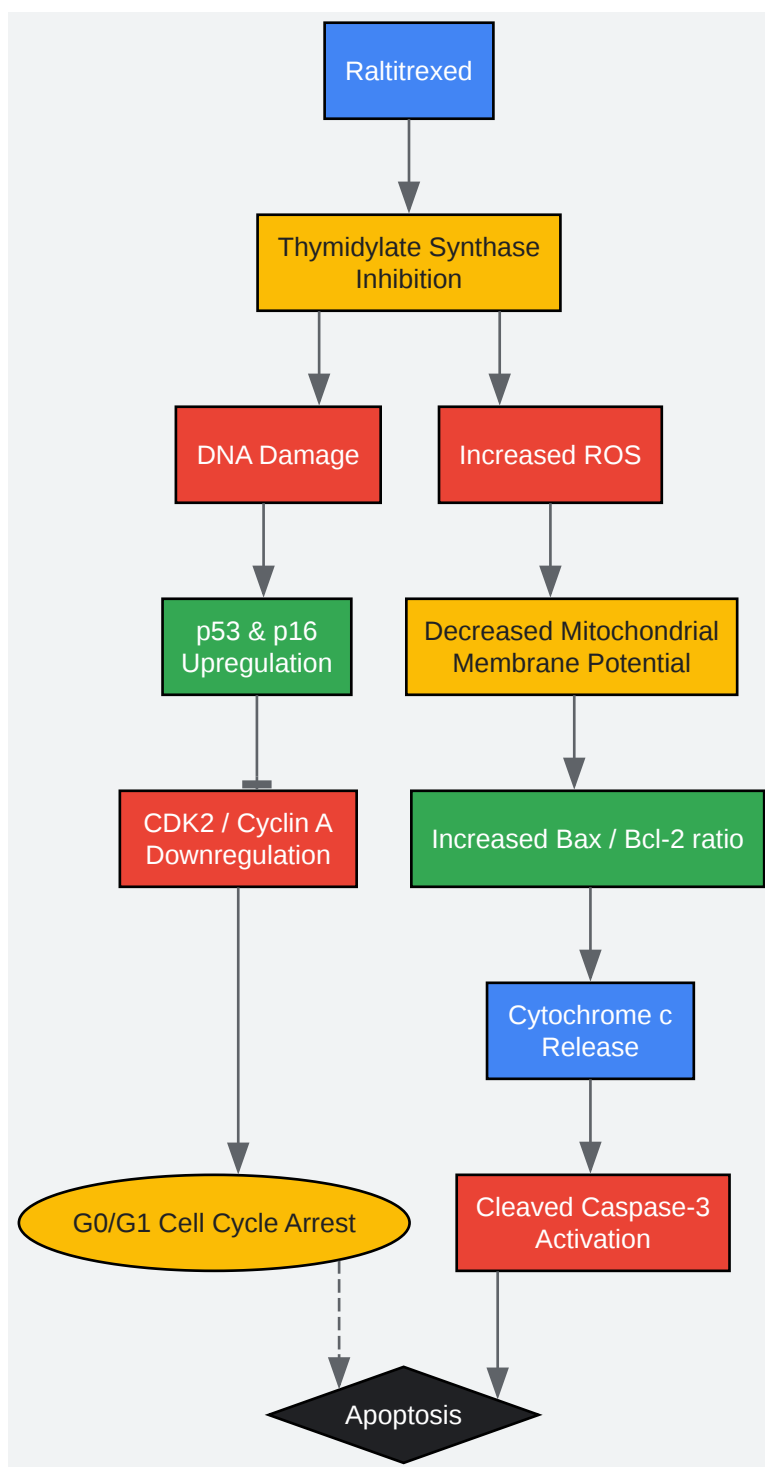 Raltitrexed
Thymidylate Synthase
Inhibition
DNA Damage
Increased ROS
p53 & p16
Upregulation
Decreased Mitochondrial
Membrane Potential
CDK2 / Cyclin A
Downregulation
Increased Bax / Bcl-2 ratio
Cytochrome c
Release
G0/G1 Cell Cycle Arrest
Cleaved Caspase-3
Activation
Apoptosis